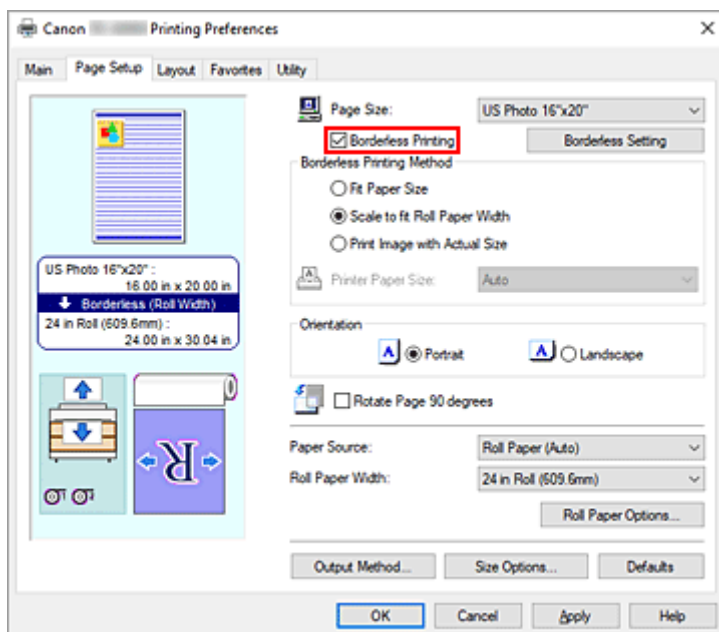 Canon Printing Preferences
Main Page Setup Layout Favorites Utility
Page Size: US Photo 16"x20"
Borderless Printing Borderless Setting
Borderless Printing Method
Fit Paper Size
Scale to fit Roll Paper Width
Print Image with Actual Size
Printer Paper Size: Auto
US Photo 16"x20" :
16.00 in x 20.00 in
Borderless (Roll Width)
24 in Roll (609.6mm) :
24.00 in x 30.04 in
Orientation
A Portrait A Landscape
Rotate Page 90 degrees
R
Paper Source: Roll Paper (Auto)
Roll Paper Width: 24 in Roll (609.6mm)
Roll Paper Options...
Output Method... Size Options... Defaults
OK Cancel Apply Help